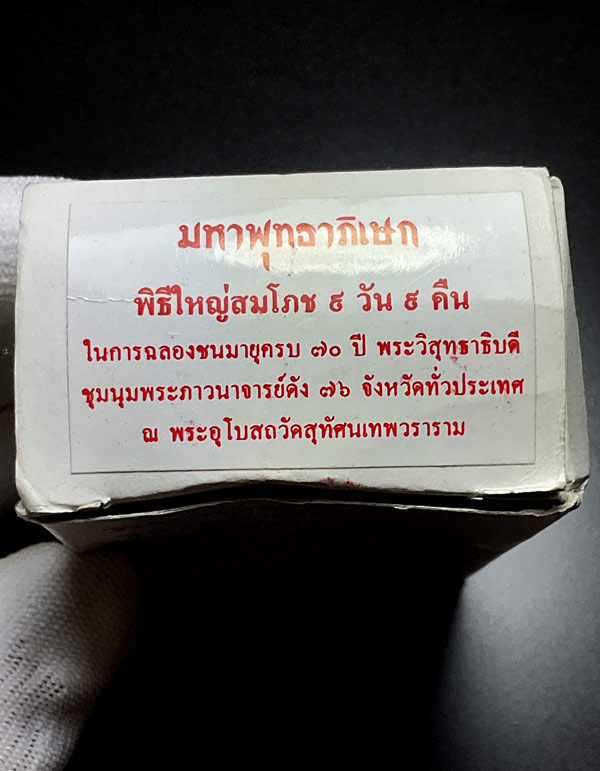 มหาพุทธาภิเษก
พิธีใหญ่สมโภช ๙ วัน ๙ คืน
ในการฉลองชนมายุครบ ๗๐ ปี พระวิสุทธาธิบดี
ชุมนุมพระภาวนาจารย์ดัง ๗๖ จังหวัดทั่วประเทศ
ณ พระอุโบสถวัดสุทัศนเทพวราราม